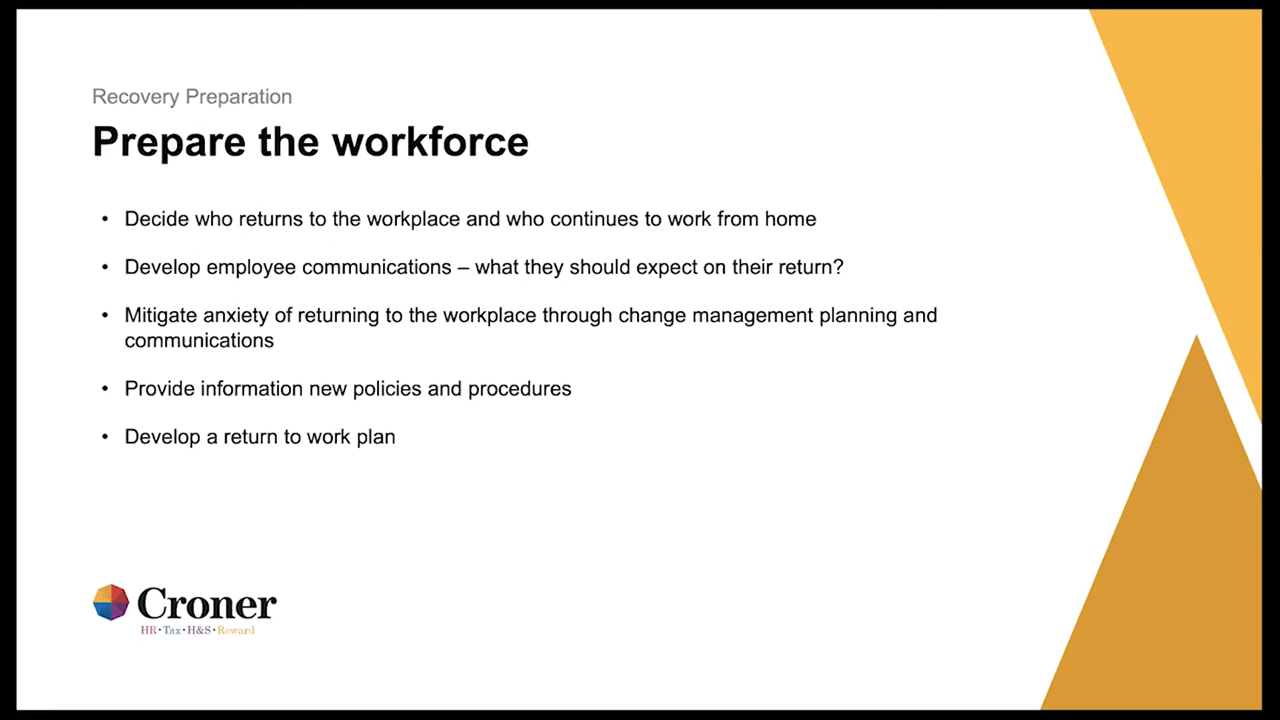 Recovery Preparation
Prepare the workforce
• Decide who returns to the workplace and who continues to work from home
• Develop employee communications – what they should expect on their return?
• Mitigate anxiety of returning to the workplace through change management planning and
communications
• Provide information new policies and procedures
• Develop a return to work plan
Croner
HR • Tax • H&S • Reward